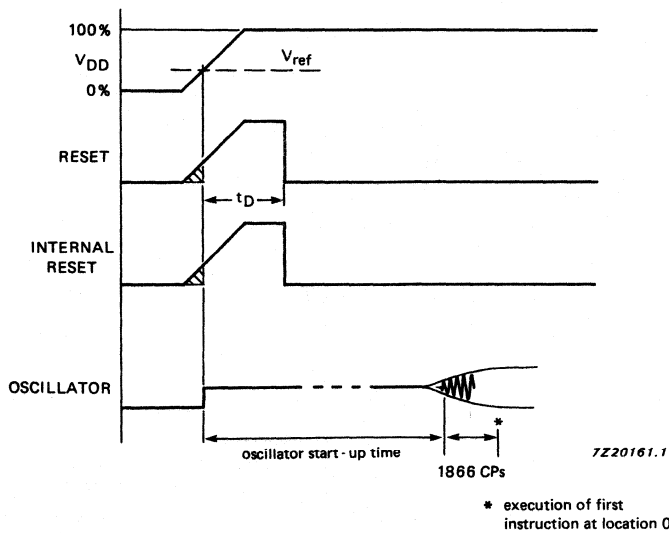 100%
VDD
Vref
0%
RESET
tD
INTERNAL
RESET
OSCILLATOR
*
oscillator start-up time
1866 CPs
7Z20161.1
* execution of first
instruction at location 0